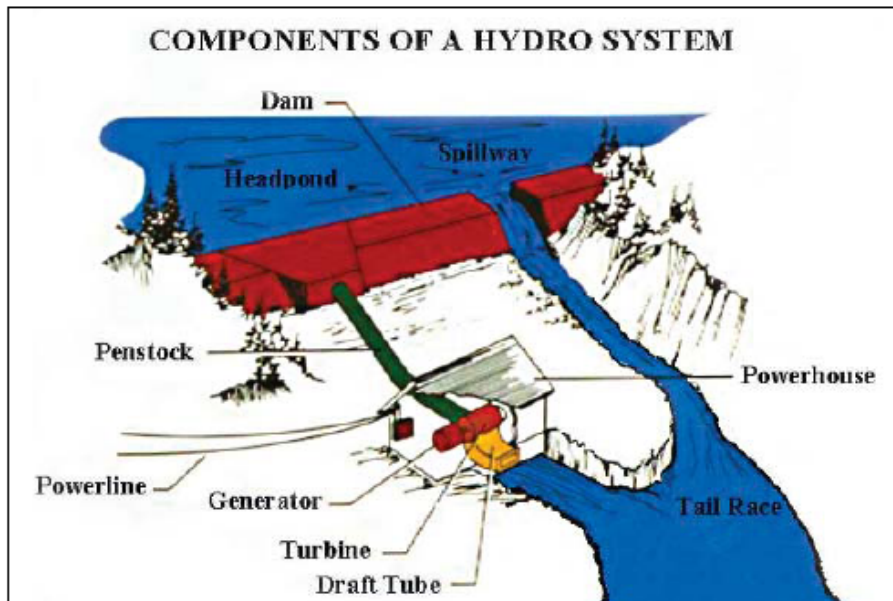 COMPONENTS OF A HYDRO SYSTEM
Dam
Spillway
Headpond
Penstock
Powerhouse
Powerline
Generator
Tail Race
Turbine
Draft Tube